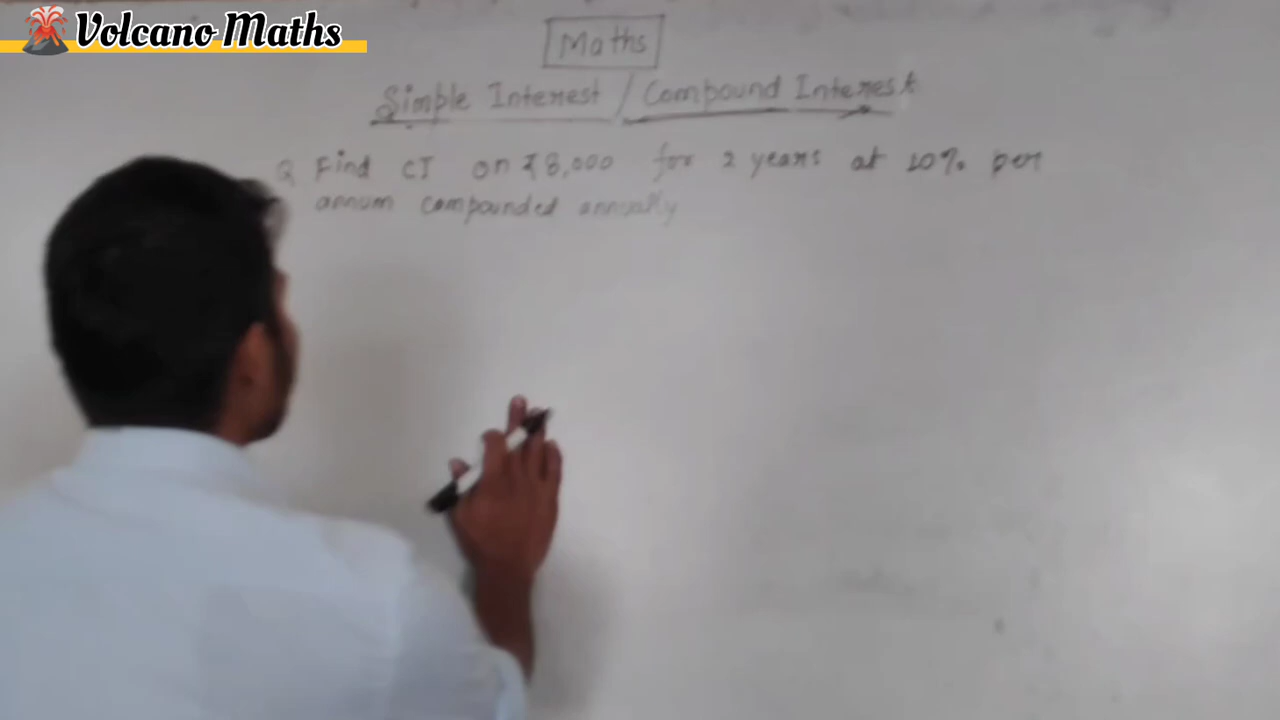 Volcano Maths
Maths
Simple Interest / Compound Interest
Q Find CI on ₹8,000 for 2 years at 10% per
annum compounded annually